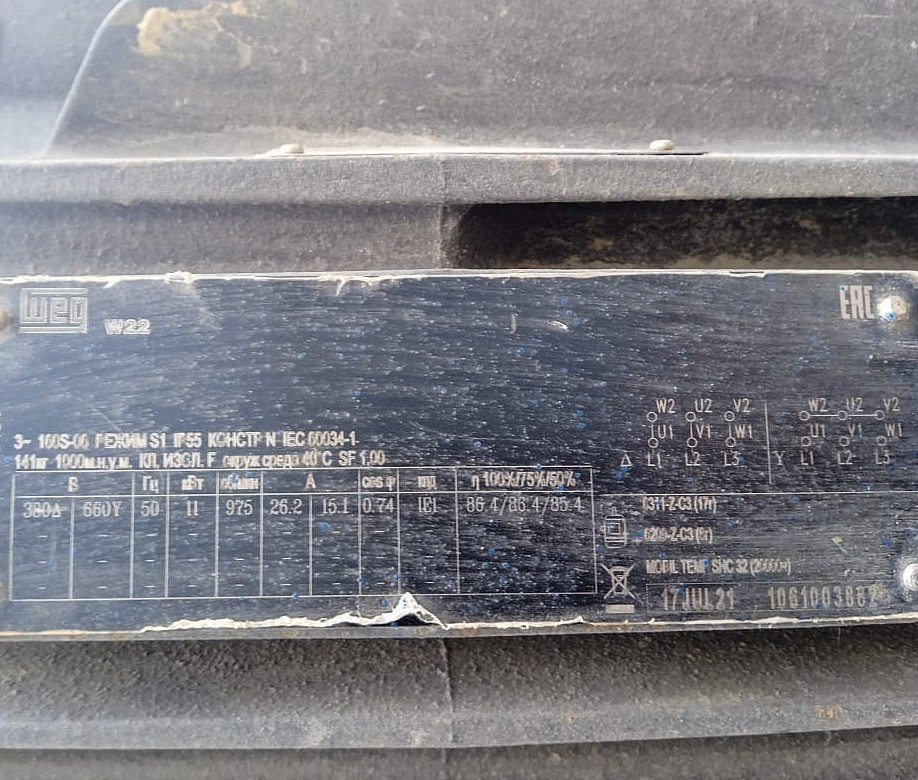 WEG
W22
EAC
3~ 160S-06 РЕЖИМ S1 IP55 КОНСТР N IEC 60034-1
141кг 1000м.н.у.м. КЛ. ИЗОЛ. F окруж среда 40°C SF 1.00
В Гц кВт об/мин А cos φ кпд η 100%/75%/50%
380Δ 660Y 50 11 975 26.2 15.1 0.74 IE1 86.4/86.4/85.4
W2 U2 V2 W2 U2 V2
U1 V1 W1 U1 V1 W1
Δ L1 L2 L3 Y L1 L2 L3
6311-Z-C3
MOBIL TEMP SHC 32
17JUL21 1061003882